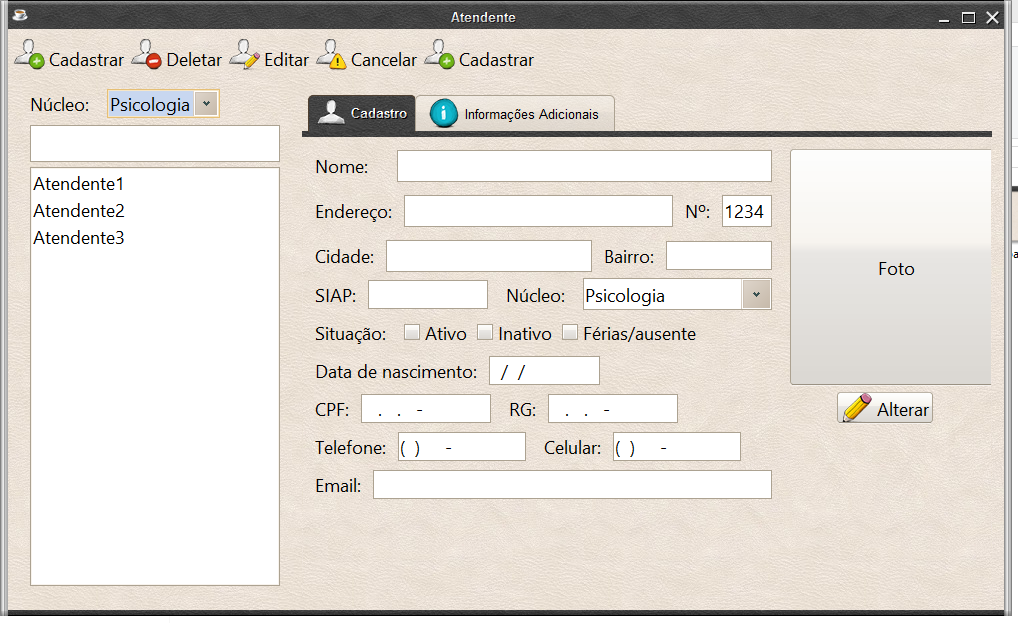 Atendente
Cadastrar Deletar Editar Cancelar Cadastrar
Núcleo: Psicologia
Atendente1
Atendente2
Atendente3
Cadastro Informações Adicionais
Nome:
Endereço: Nº: 1234
Cidade: Bairro:
SIAP: Núcleo: Psicologia
Situação: Ativo Inativo Férias/ausente
Data de nascimento: / /
CPF: . . - RG: . . -
Telefone: ( ) - Celular: ( ) -
Email:
Foto
Alterar